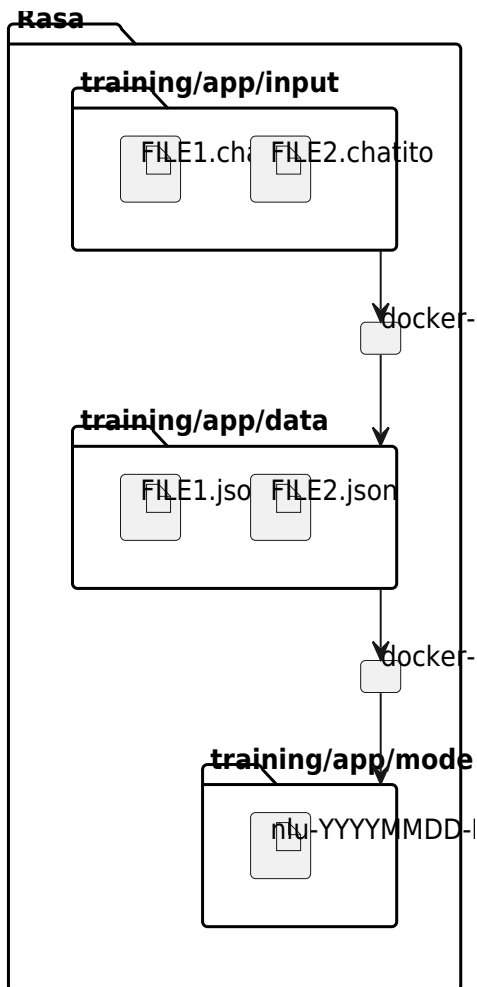 Rasa
training/app/input
FILE1.cha FILE2.chatito
docker-
training/app/data
FILE1.jso FILE2.json
docker-
training/app/mode
nlu-YYYYMMDD-